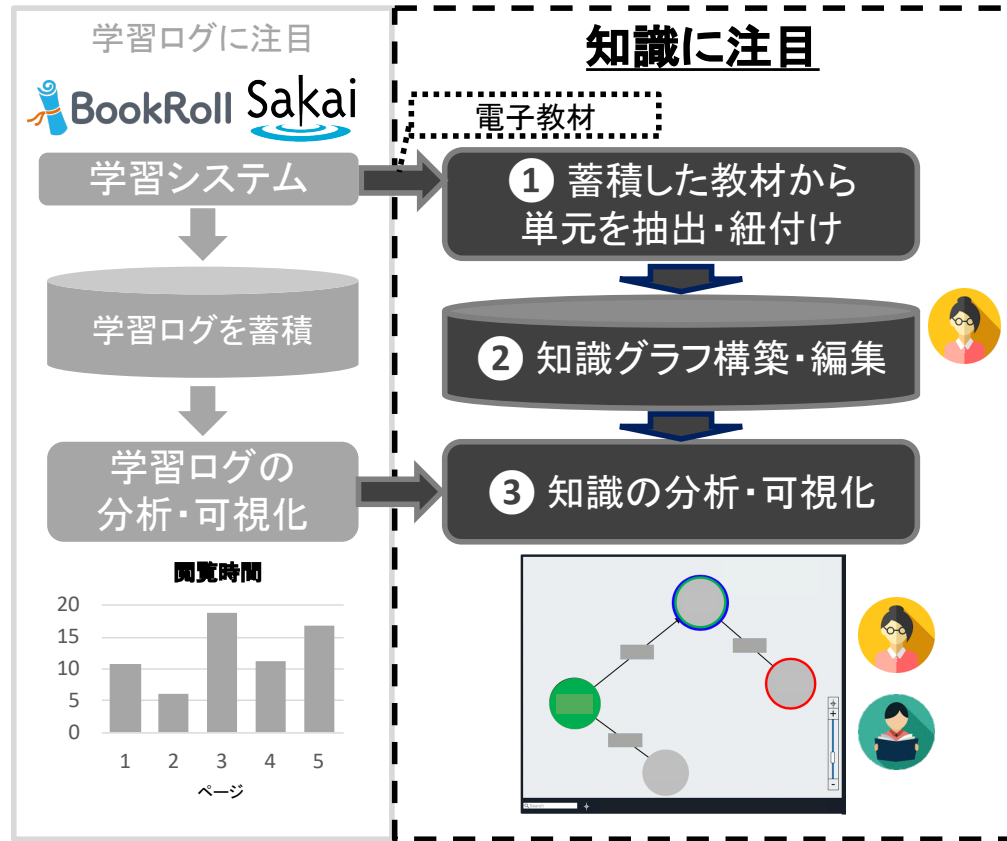 学習ログに注目
BookRoll
Sakai
学習システム
学習ログを蓄積
学習ログの
分析・可視化
閲覧時間
20
15
10
5
0
1 2 3 4 5
ページ
知識に注目
電子教材
❶ 蓄積した教材から
単元を抽出・紐付け
❷ 知識グラフ構築・編集
❸ 知識の分析・可視化
+
-
Search